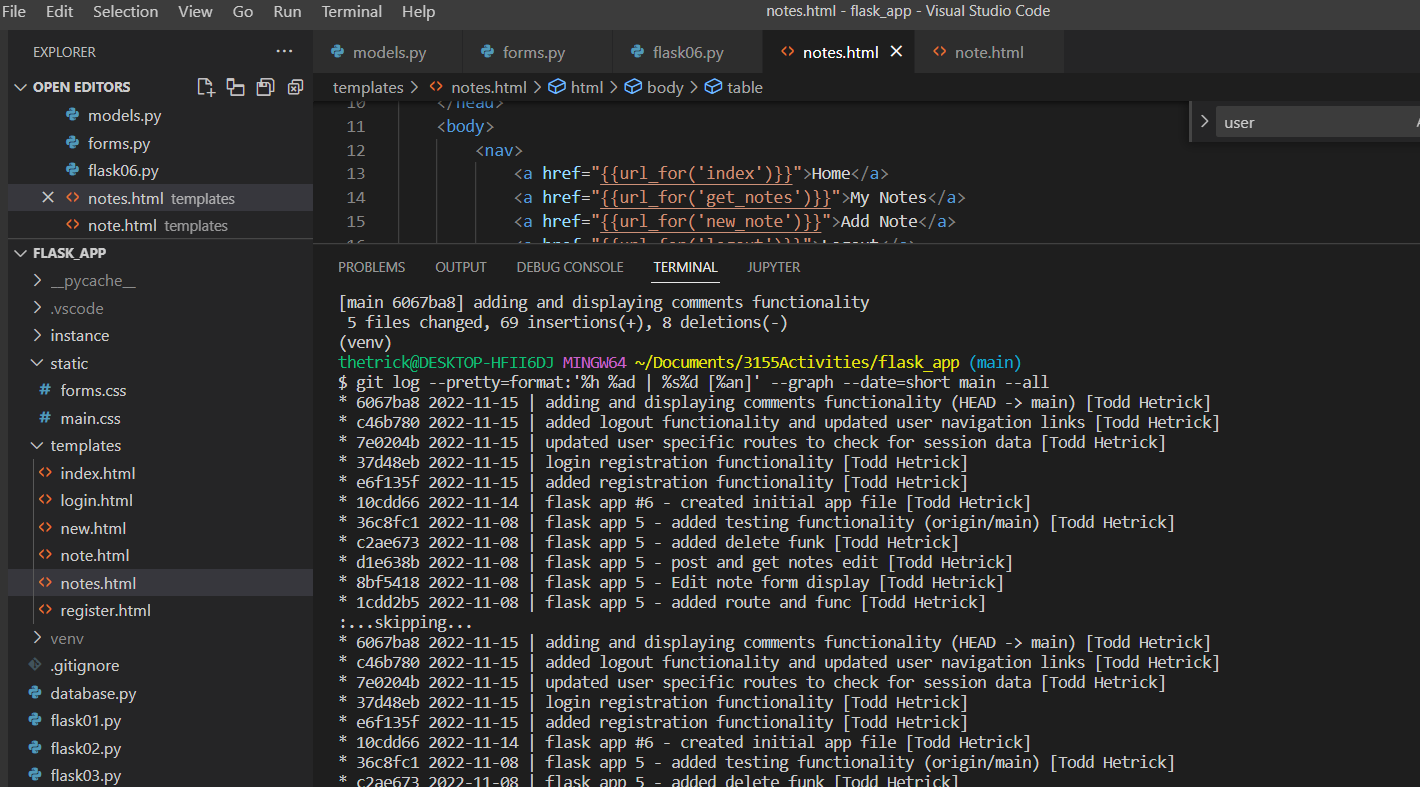 File Edit Selection View Go Run Terminal Help notes.html - flask_app - Visual Studio Code
EXPLORER
OPEN EDITORS
models.py
forms.py
flask06.py
notes.html templates
note.html templates
FLASK_APP
__pycache__
.vscode
instance
static
forms.css
main.css
templates
index.html
login.html
new.html
note.html
notes.html
register.html
venv
.gitignore
database.py
flask01.py
flask02.py
flask03.py
models.py forms.py flask06.py notes.html note.html
templates > notes.html > html > body > table
user
10 </head>
11 <body>
12 <nav>
13 <a href="{{url_for('index')}}">Home</a>
14 <a href="{{url_for('get_notes')}}">My Notes</a>
15 <a href="{{url_for('new_note')}}">Add Note</a>
16 <a href="{{url_for('logout')}}">Logout</a>
PROBLEMS OUTPUT DEBUG CONSOLE TERMINAL JUPYTER
[main 6067ba8] adding and displaying comments functionality
5 files changed, 69 insertions(+), 8 deletions(-)
(venv)
thetrick@DESKTOP-HFII6DJ MINGW64 ~/Documents/3155Activities/flask_app (main)
$ git log --pretty=format:'%h %ad | %s%d [%an]' --graph --date=short main --all
* 6067ba8 2022-11-15 | adding and displaying comments functionality (HEAD -> main) [Todd Hetrick]
* c46b780 2022-11-15 | added logout functionality and updated user navigation links [Todd Hetrick]
* 7e0204b 2022-11-15 | updated user specific routes to check for session data [Todd Hetrick]
* 37d48eb 2022-11-15 | login registration functionality [Todd Hetrick]
* e6f135f 2022-11-15 | added registration functionality [Todd Hetrick]
* 10cdd66 2022-11-14 | flask app #6 - created initial app file [Todd Hetrick]
* 36c8fc1 2022-11-08 | flask app 5 - added testing functionality (origin/main) [Todd Hetrick]
* c2ae673 2022-11-08 | flask app 5 - added delete funk [Todd Hetrick]
* d1e638b 2022-11-08 | flask app 5 - post and get notes edit [Todd Hetrick]
* 8bf5418 2022-11-08 | flask app 5 - Edit note form display [Todd Hetrick]
* 1cdd2b5 2022-11-08 | flask app 5 - added route and func [Todd Hetrick]
:...skipping...
* 6067ba8 2022-11-15 | adding and displaying comments functionality (HEAD -> main) [Todd Hetrick]
* c46b780 2022-11-15 | added logout functionality and updated user navigation links [Todd Hetrick]
* 7e0204b 2022-11-15 | updated user specific routes to check for session data [Todd Hetrick]
* 37d48eb 2022-11-15 | login registration functionality [Todd Hetrick]
* e6f135f 2022-11-15 | added registration functionality [Todd Hetrick]
* 10cdd66 2022-11-14 | flask app #6 - created initial app file [Todd Hetrick]
* 36c8fc1 2022-11-08 | flask app 5 - added testing functionality (origin/main) [Todd Hetrick]
* c2ae673 2022-11-08 | flask app 5 - added delete funk [Todd Hetrick]